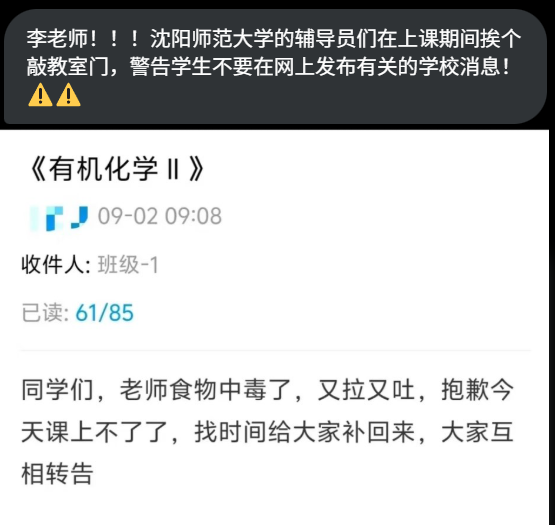 李老师！！！沈阳师范大学的辅导员们在上课期间挨个
敲教室门，警告学生不要在网上发布有关的学校消息！
⚠️⚠️
《有机化学 II 》
09-02 09:08
收件人: 班级-1
已读: 61/85
同学们，老师食物中毒了，又拉又吐，抱歉今
天课上不了了，找时间给大家补回来，大家互
相转告